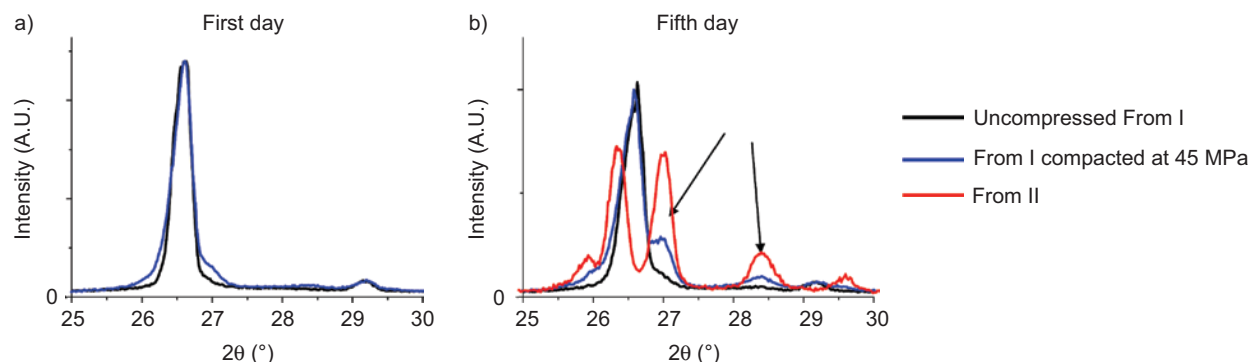 a) First day
Intensity (A.U.)
0
25 26 27 28 29 30
2θ (°)
b) Fifth day
Intensity (A.U.)
0
25 26 27 28 29 30
2θ (°)
Uncompressed From I
From I compacted at 45 MPa
From II